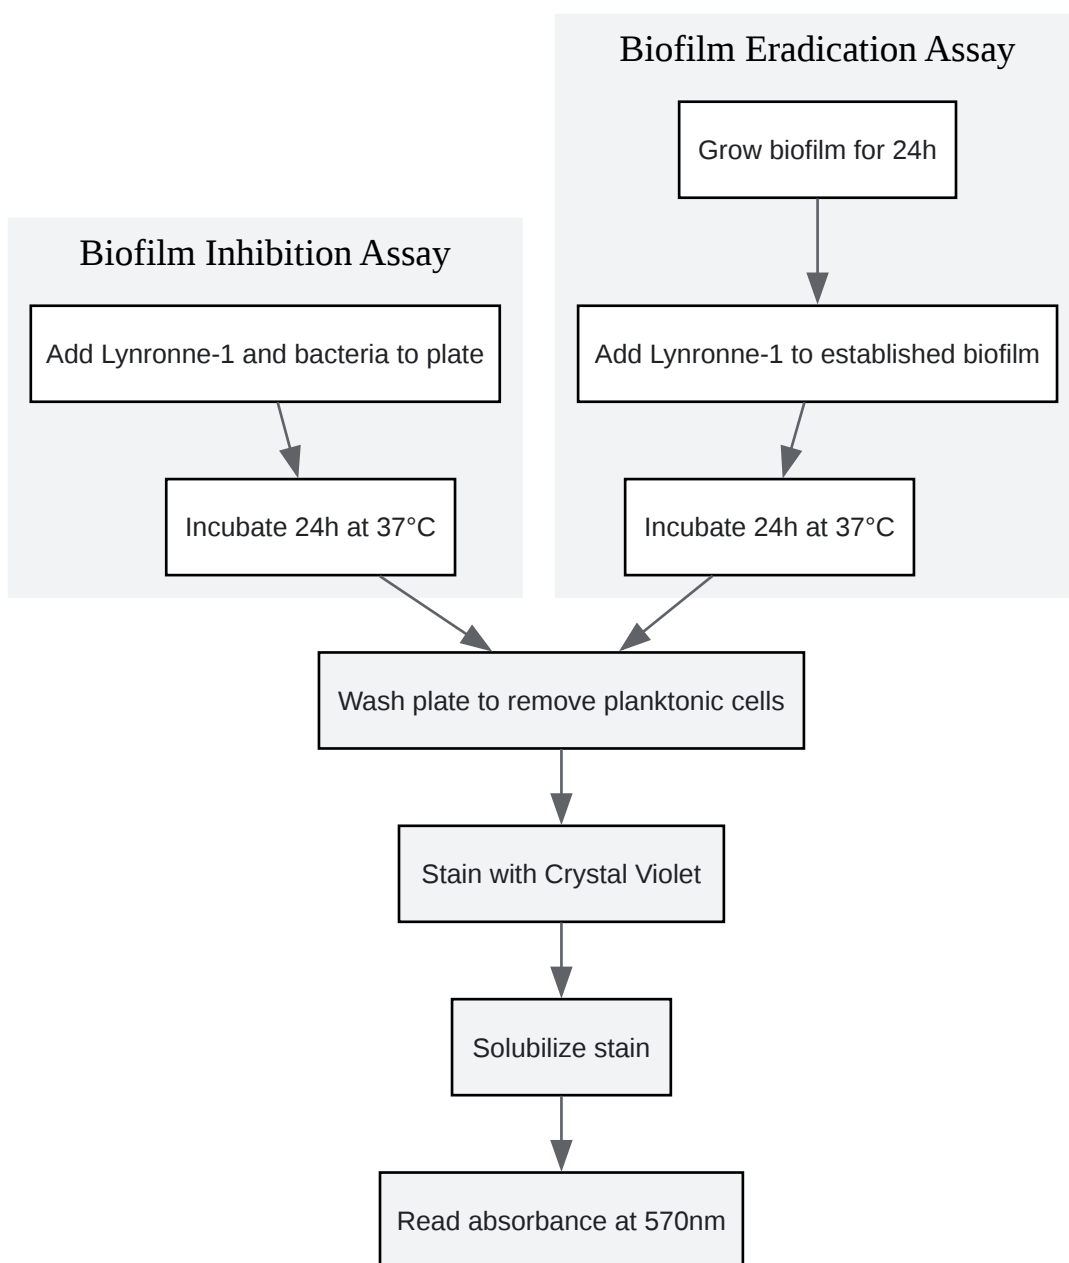 Biofilm Eradication Assay
Grow biofilm for 24h
Biofilm Inhibition Assay
Add Lynronne-1 and bacteria to plate
Add Lynronne-1 to established biofilm
Incubate 24h at 37°C
Incubate 24h at 37°C
Wash plate to remove planktonic cells
Stain with Crystal Violet
Solubilize stain
Read absorbance at 570nm